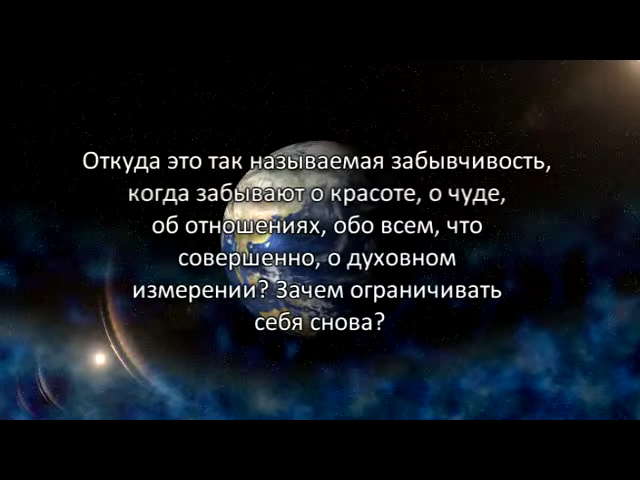 Откуда это так называемая забывчивость,
когда забывают о красоте, о чуде,
об отношениях, обо всем, что
совершенно, о духовном
измерении? Зачем ограничивать
себя снова?